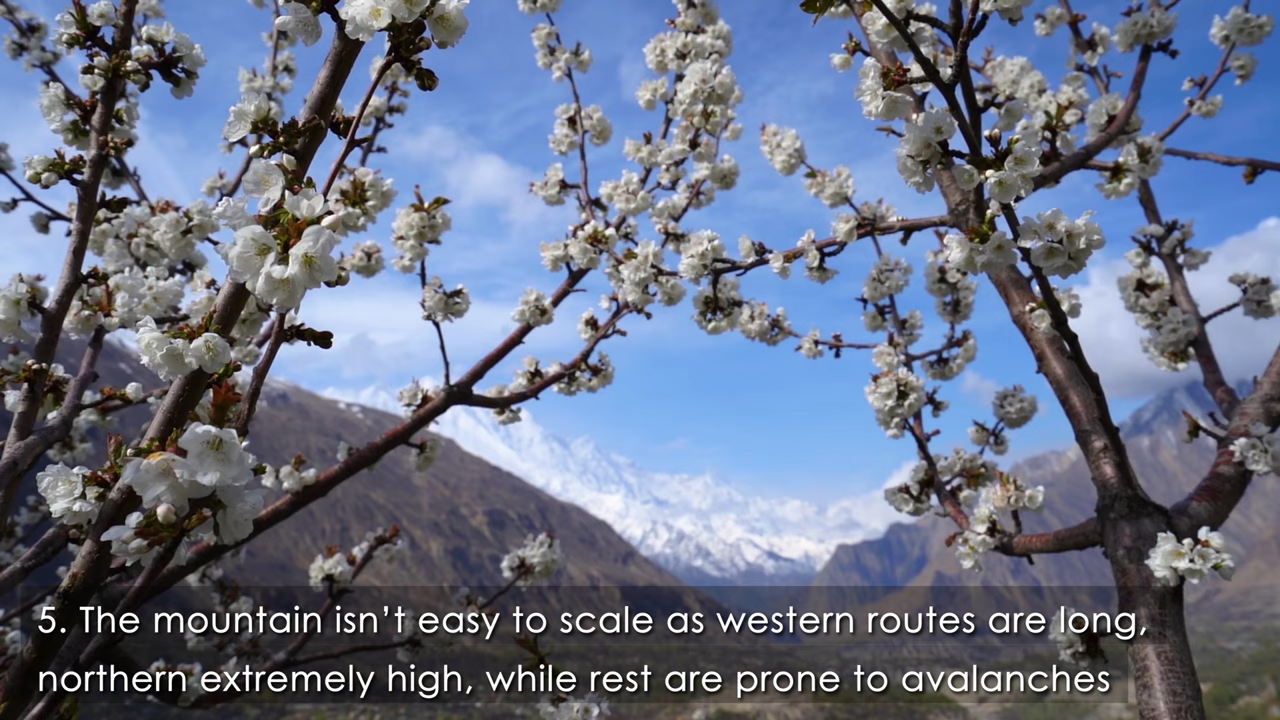 5. The mountain isn’t easy to scale as western routes are long,
northern extremely high, while rest are prone to avalanches